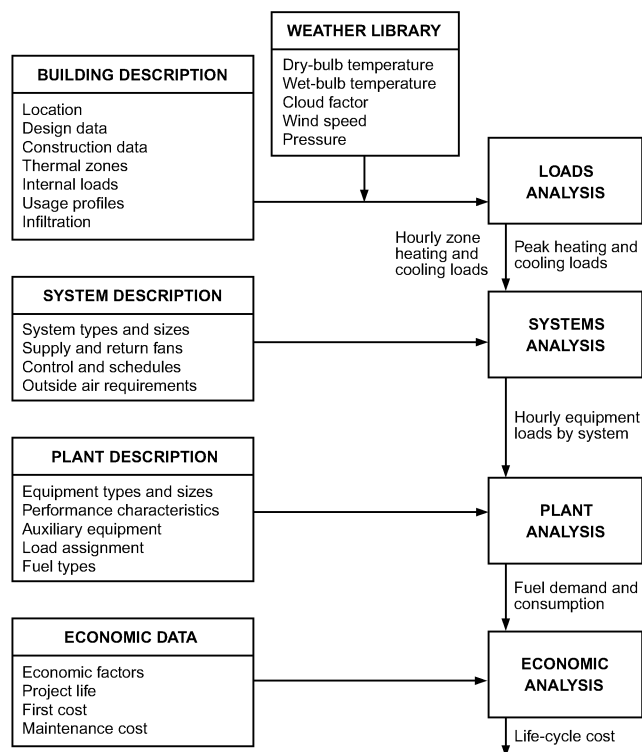 WEATHER LIBRARY
Dry-bulb temperature
Wet-bulb temperature
Cloud factor
Wind speed
Pressure
BUILDING DESCRIPTION
Location
Design data
Construction data
Thermal zones
Internal loads
Usage profiles
Infiltration
LOADS
ANALYSIS
Hourly zone
heating and
cooling loads
Peak heating and
cooling loads
SYSTEM DESCRIPTION
System types and sizes
Supply and return fans
Control and schedules
Outside air requirements
SYSTEMS
ANALYSIS
Hourly equipment
loads by system
PLANT DESCRIPTION
Equipment types and sizes
Performance characteristics
Auxiliary equipment
Load assignment
Fuel types
PLANT
ANALYSIS
Fuel demand and
consumption
ECONOMIC DATA
Economic factors
Project life
First cost
Maintenance cost
ECONOMIC
ANALYSIS
Life-cycle cost